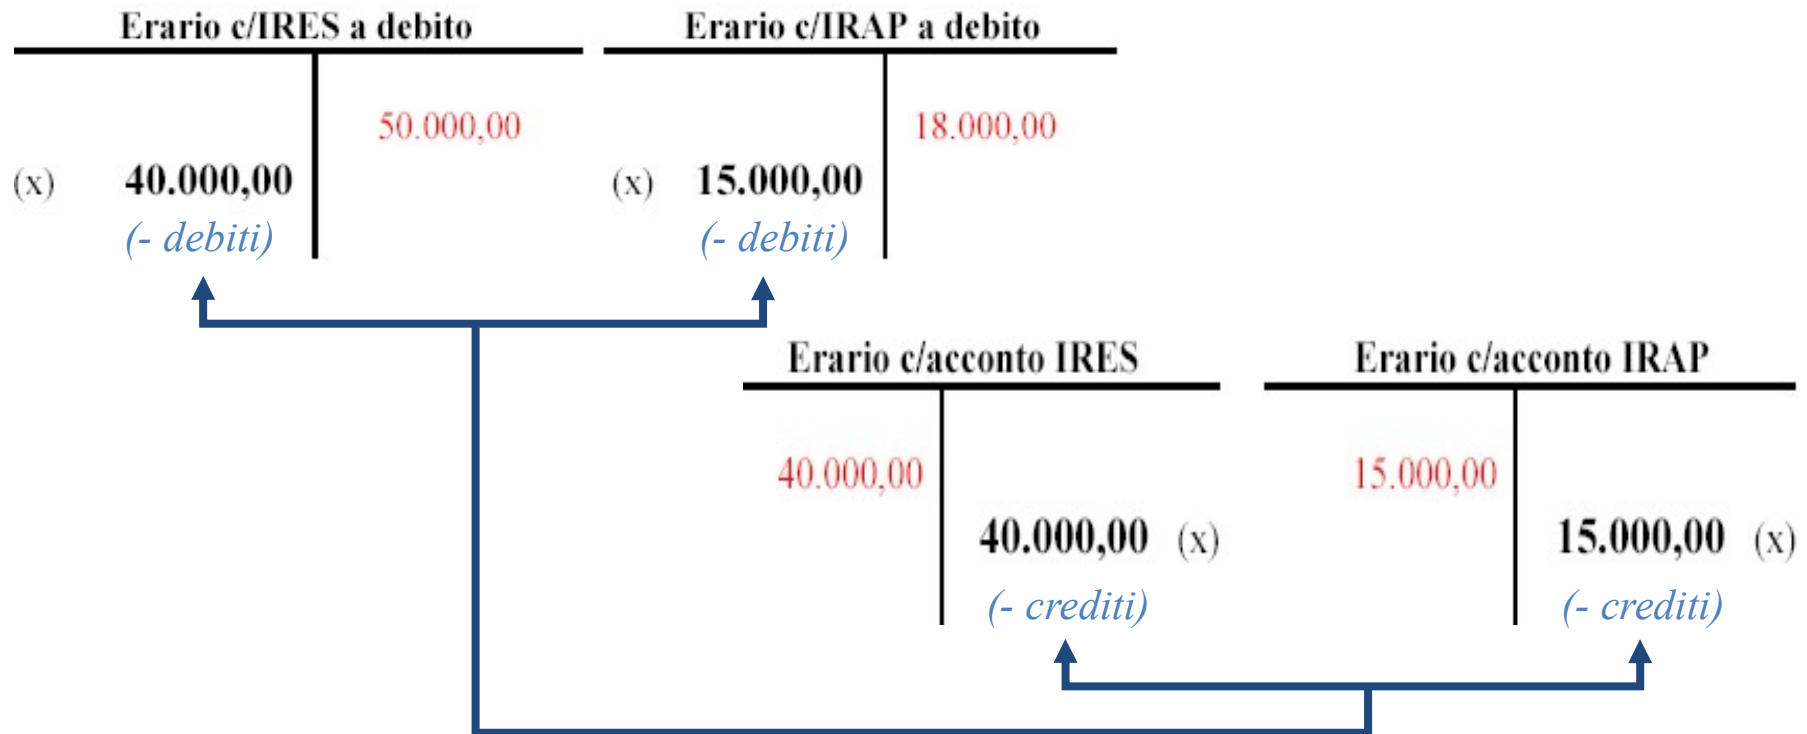 Erario c/IRES a debito
Erario c/IRAP a debito
50.000,00
18.000,00
(x) 40.000,00
(x) 15.000,00
(- debiti)
(- debiti)
Erario c/acconto IRES
Erario c/acconto IRAP
40.000,00
15.000,00
40.000,00 (x)
15.000,00 (x)
(- crediti)
(- crediti)